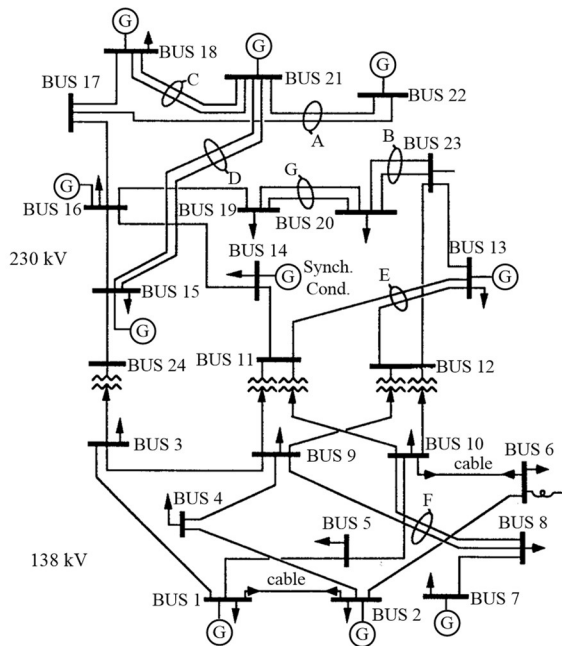 G
G
BUS 18
G
BUS 17
BUS 21
C
BUS 22
A
B
BUS 23
D
G
G
BUS 16
BUS 19
BUS 20
BUS 14
BUS 13
230 kV
G
Synch.
Cond.
E
G
BUS 15
G
BUS 24
BUS 11
BUS 12
BUS 3
BUS 9
BUS 10
BUS 6
cable
BUS 4
F
BUS 5
BUS 8
138 kV
cable
BUS 1
BUS 2
BUS 7
G
G
G